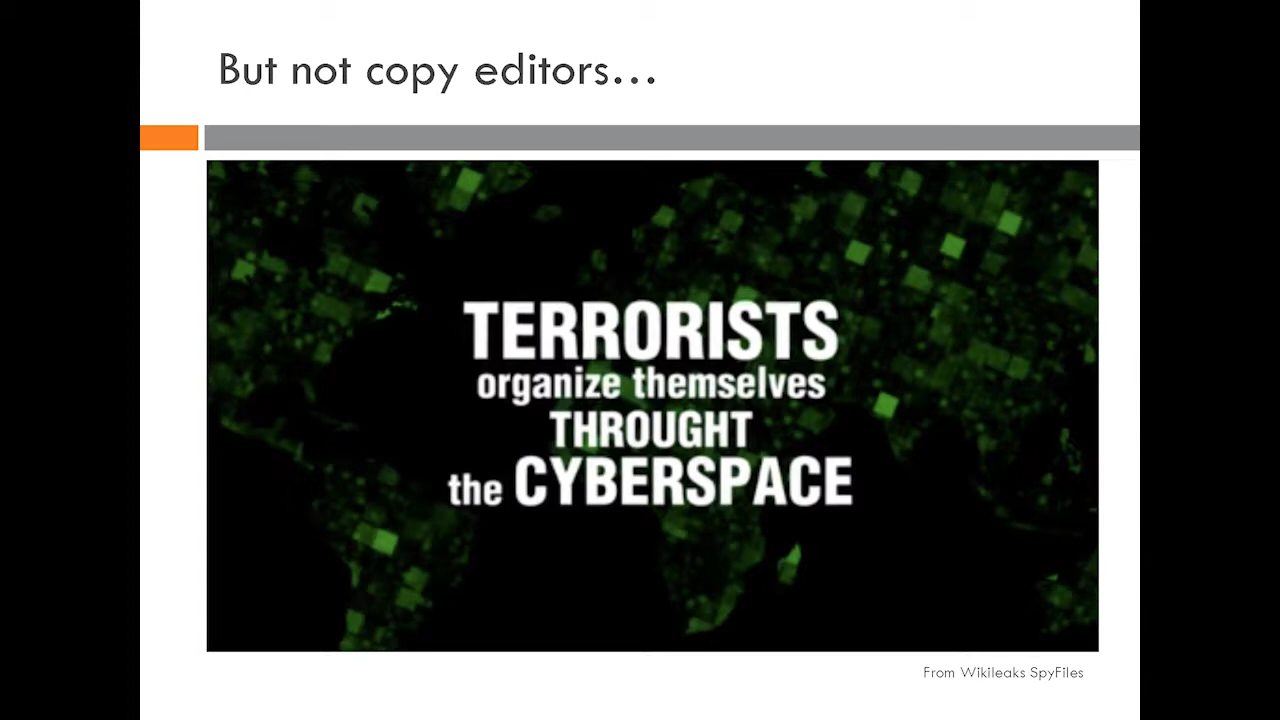 But not copy editors...
TERRORISTS
organize themselves
THROUGHT
the CYBERSPACE
From Wikileaks SpyFiles